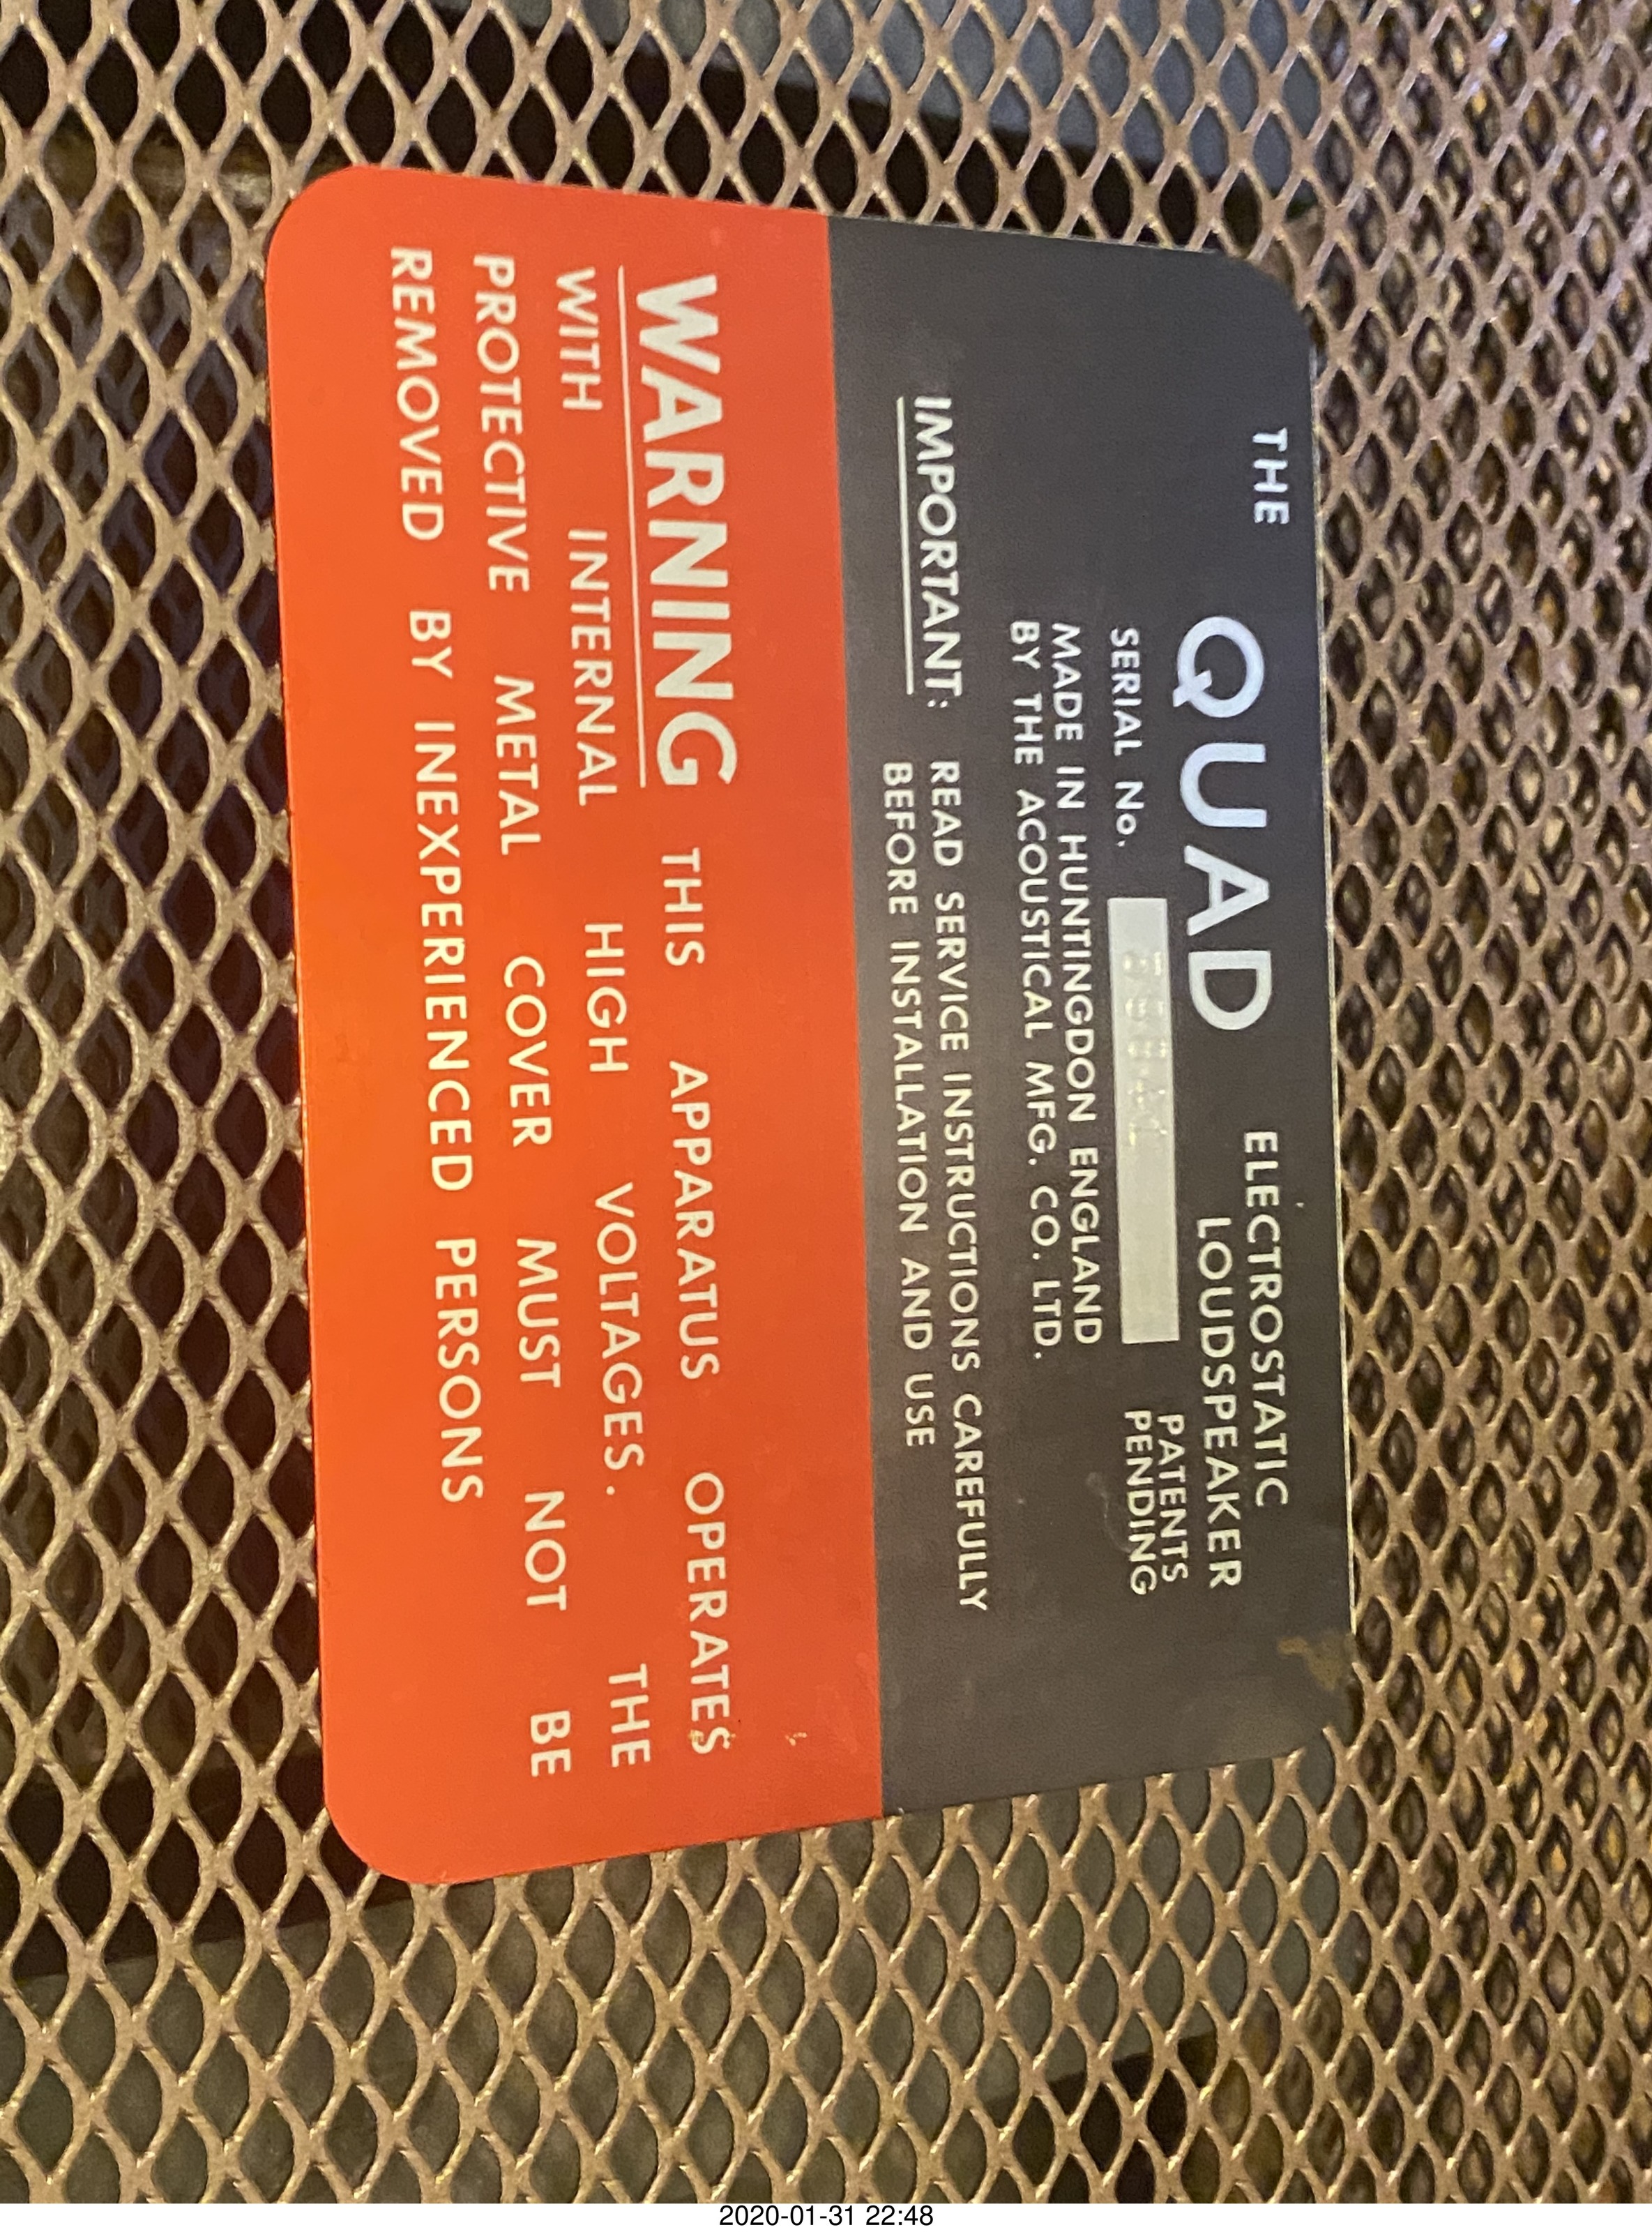 THE QUAD ELECTROSTATIC
LOUDSPEAKER
SERIAL No. PATENTS
PENDING
MADE IN HUNTINGDON ENGLAND
BY THE ACOUSTICAL MFG. CO. LTD.
IMPORTANT: READ SERVICE INSTRUCTIONS CAREFULLY
BEFORE INSTALLATION AND USE
WARNING THIS APPARATUS OPERATES
WITH INTERNAL HIGH VOLTAGES. THE
PROTECTIVE METAL COVER MUST NOT BE
REMOVED BY INEXPERIENCED PERSONS
2020-01-31 22:48